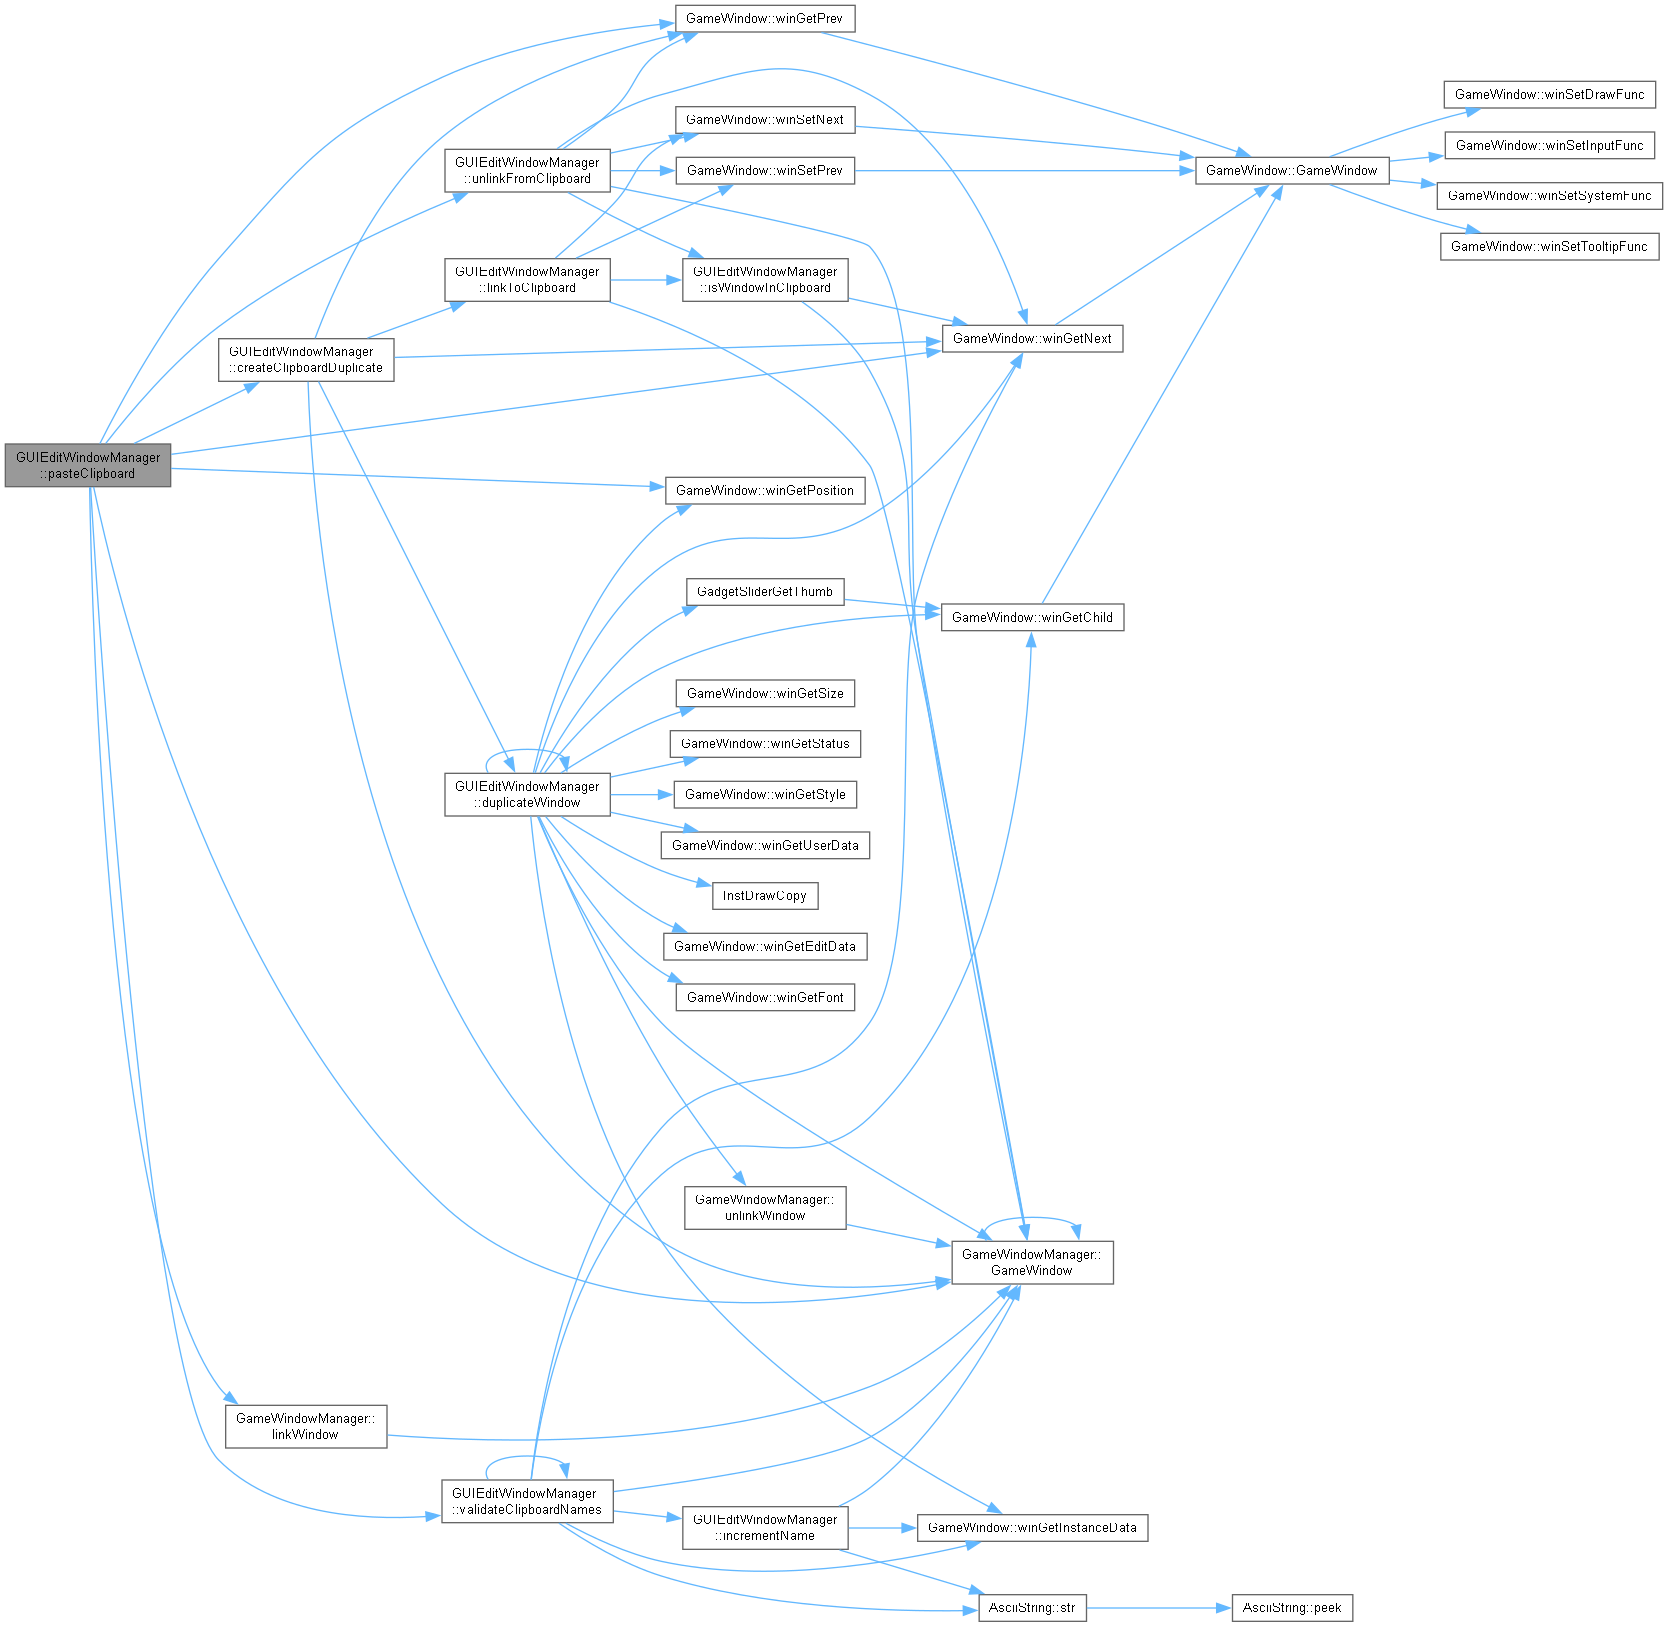 GameWindow::winGetPrev
GameWindow::winSetDrawFunc
GameWindow::winSetNext
GameWindow::winSetInputFunc
GUIEditWindowManager
::unlinkFromClipboard
GameWindow::winSetPrev
GameWindow::GameWindow
GameWindow::winSetSystemFunc
GameWindow::winSetTooltipFunc
GUIEditWindowManager
::linkToClipboard
GUIEditWindowManager
::isWindowInClipboard
GameWindow::winGetNext
GUIEditWindowManager
::createClipboardDuplicate
GUIEditWindowManager
::pasteClipboard
GameWindow::winGetPosition
GadgetSliderGetThumb
GameWindow::winGetChild
GameWindow::winGetSize
GameWindow::winGetStatus
GUIEditWindowManager
::duplicateWindow
GameWindow::winGetStyle
GameWindow::winGetUserData
InstDrawCopy
GameWindow::winGetEditData
GameWindow::winGetFont
GameWindowManager::
unlinkWindow
GameWindowManager::
GameWindow
GameWindowManager::
linkWindow
GUIEditWindowManager
::validateClipboardNames
GUIEditWindowManager
::incrementName
GameWindow::winGetInstanceData
AsciiString::str
AsciiString::peek